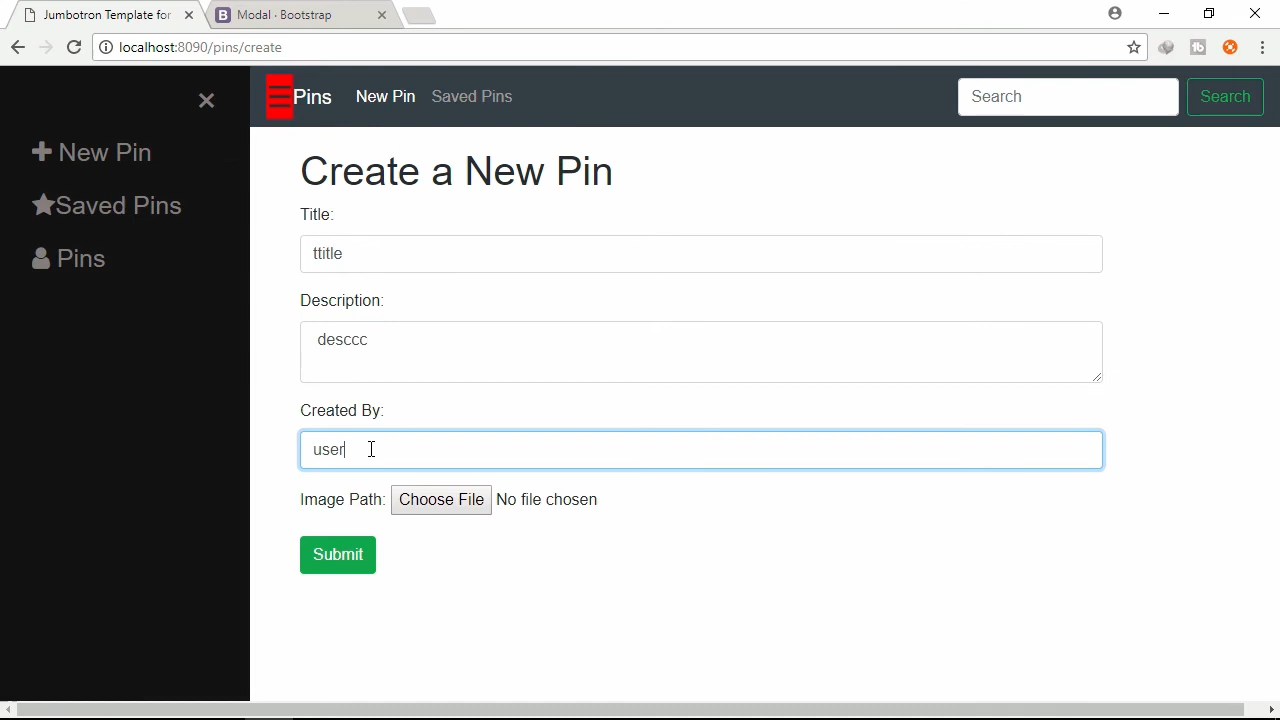 Jumbotron Template for
B Modal · Bootstrap
localhost:8090/pins/create
Pins New Pin Saved Pins Search Search
New Pin
Saved Pins
Pins
Create a New Pin
Title:
ttitle
Description:
desccc
Created By:
user
Image Path: Choose File No file chosen
Submit